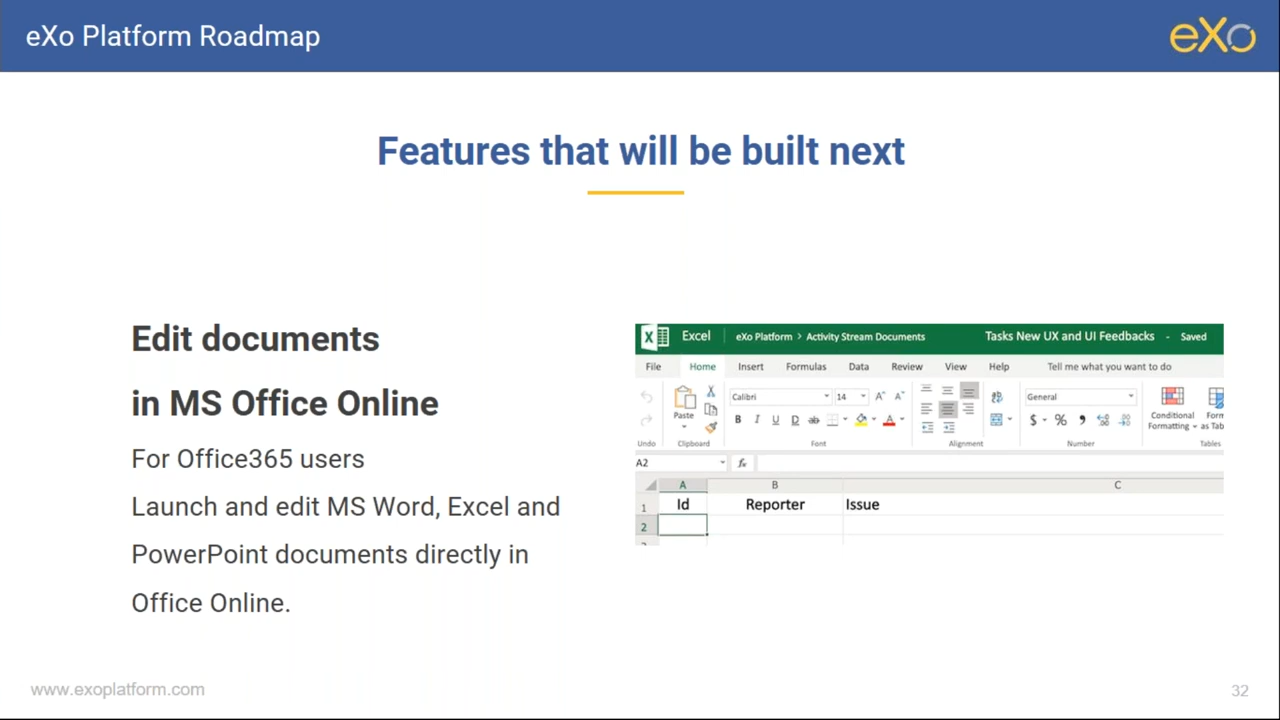 eXo Platform Roadmap
eXo
Features that will be built next
Edit documents
in MS Office Online
For Office365 users
Launch and edit MS Word, Excel and
PowerPoint documents directly in
Office Online.
Excel eXo Platform > Activity Stream Documents Tasks New UX and UI Feedbacks - Saved
File Home Insert Formulas Data Review View Help Tell me what you want to do
Paste Calibri 14 A^ A˅ General Conditional Form
B I U D ab A $ % , Formatting as Tab
Undo Clipboard Font Alignment Number Tables
A2 fx
A B C
1 Id Reporter Issue
2
www.exoplatform.com 32